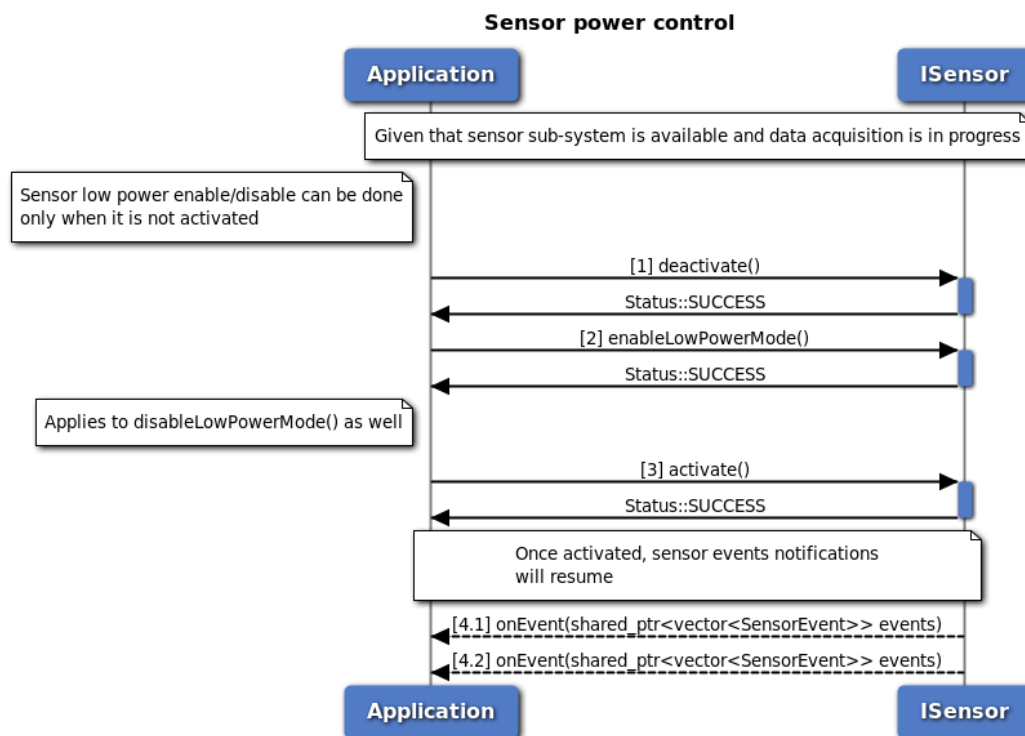 Sensor power control
Application
ISensor
Given that sensor sub-system is available and data acquisition is in progress
Sensor low power enable/disable can be done
only when it is not activated
[1] deactivate()
Status::SUCCESS
[2] enableLowPowerMode()
Status::SUCCESS
Applies to disableLowPowerMode() as well
[3] activate()
Status::SUCCESS
Once activated, sensor events notifications
will resume
[4.1] onEvent(shared_ptr<vector<SensorEvent>> events)
[4.2] onEvent(shared_ptr<vector<SensorEvent>> events)
Application
ISensor